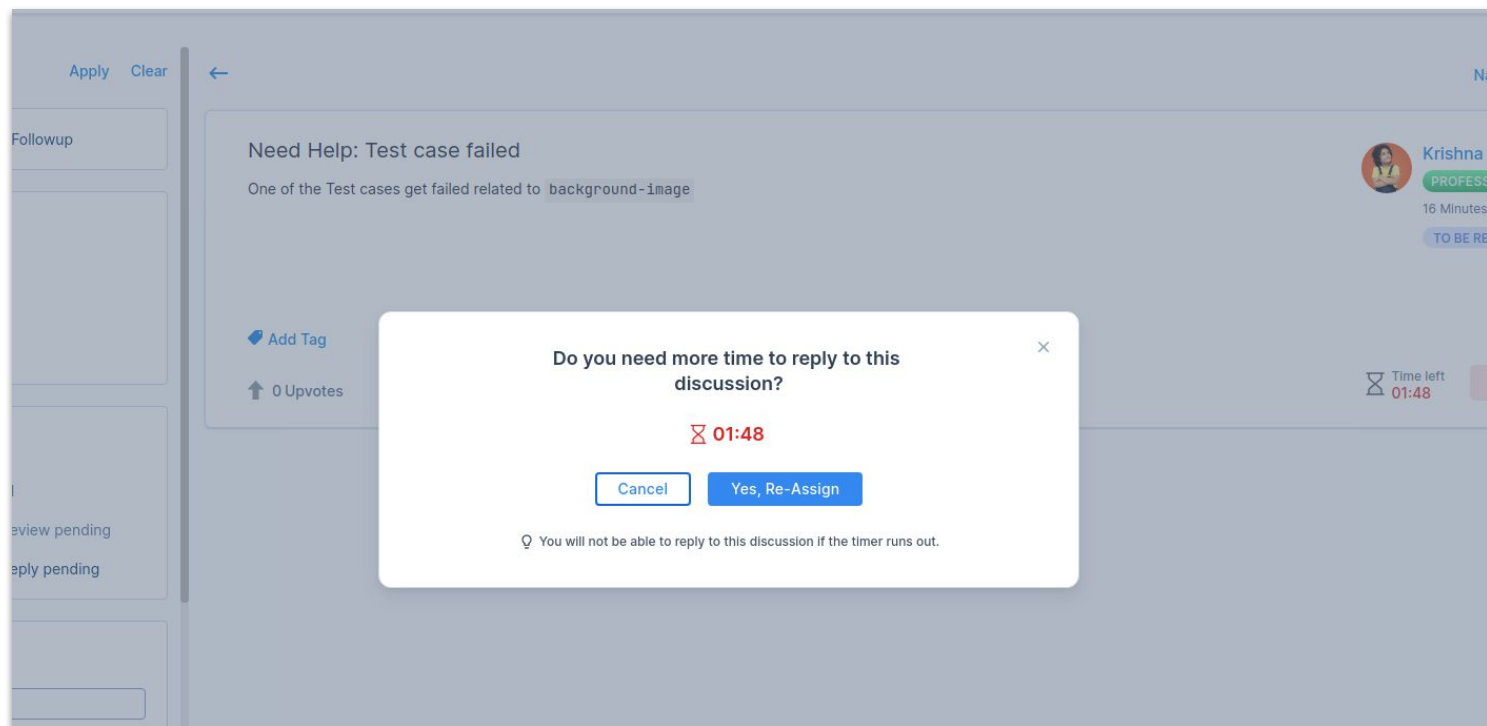 Apply Clear
Followup
eview pending
eply pending
Need Help: Test case failed
One of the Test cases get failed related to background-image
Add Tag
0 Upvotes
Krishna
PROFESS
16 Minutes
TO BE RE
Time left
01:48
Do you need more time to reply to this
discussion?
01:48
Cancel Yes, Re-Assign
You will not be able to reply to this discussion if the timer runs out.